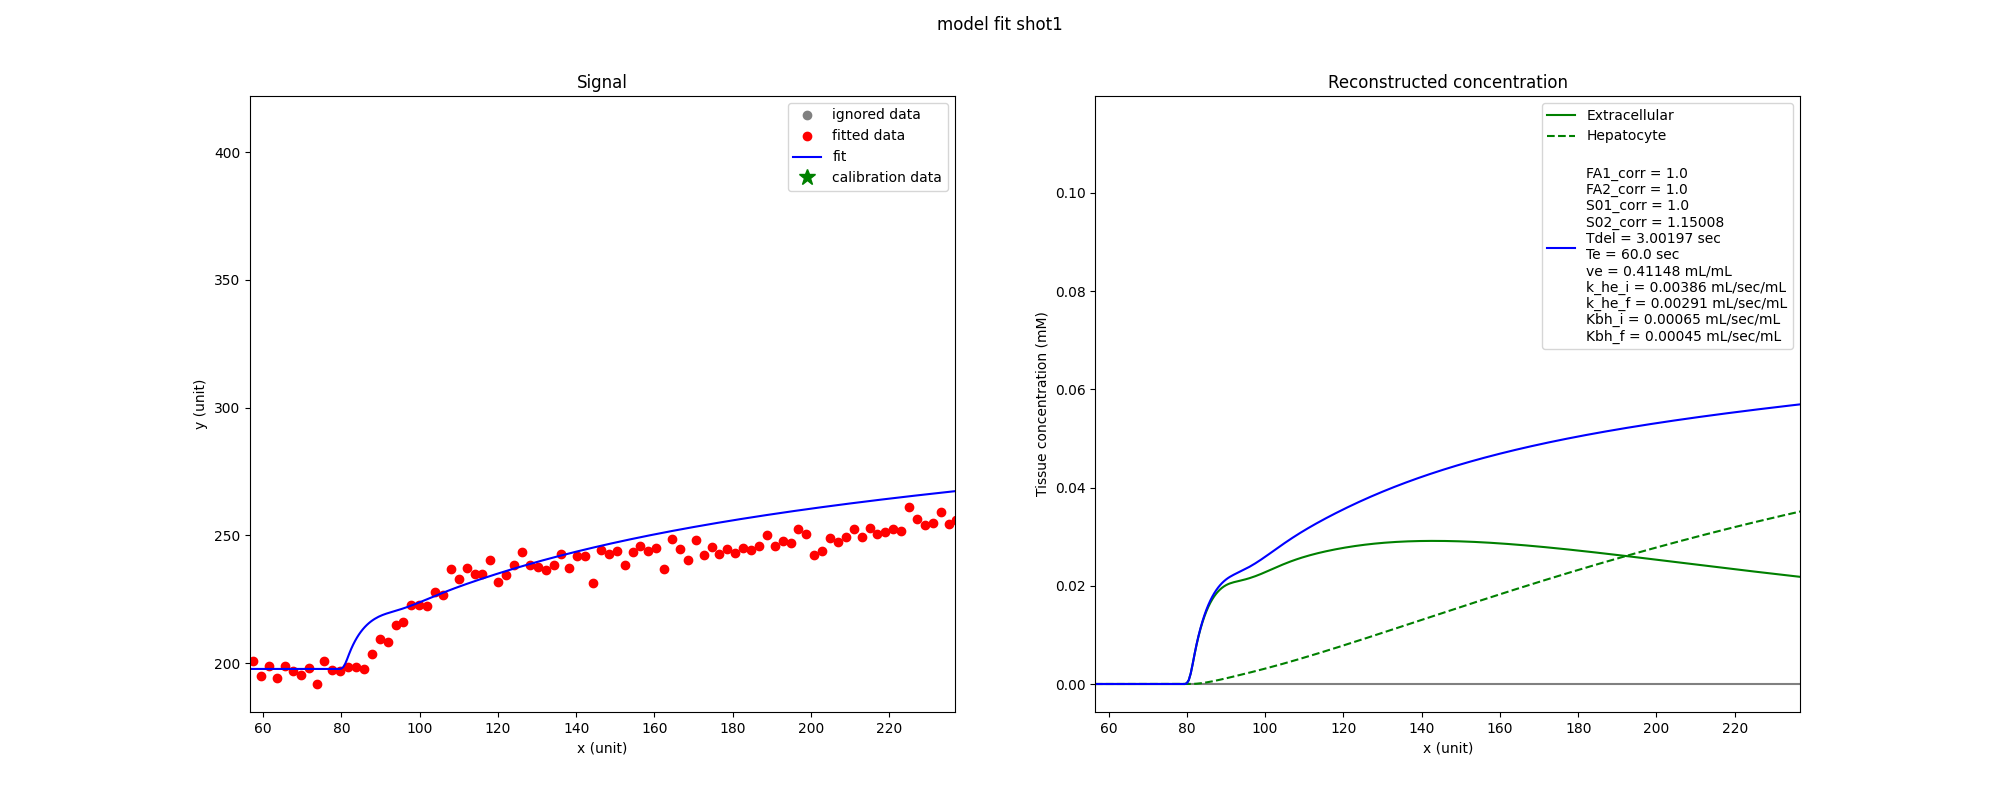 model fit shot1
Signal
ignored data
fitted data
fit
calibration data
400
350
300
250
200
y (unit)
60 80 100 120 140 160 180 200 220
x (unit)
Reconstructed concentration
Extracellular
Hepatocyte
FA1_corr = 1.0
FA2_corr = 1.0
S01_corr = 1.0
S02_corr = 1.15008
Tdel = 3.00197 sec
Te = 60.0 sec
ve = 0.41148 mL/mL
k_he_i = 0.00386 mL/sec/mL
k_he_f = 0.00291 mL/sec/mL
Kbh_i = 0.00065 mL/sec/mL
Kbh_f = 0.00045 mL/sec/mL
0.10
0.08
0.06
0.04
0.02
0.00
Tissue concentration (mM)
60 80 100 120 140 160 180 200 220
x (unit)